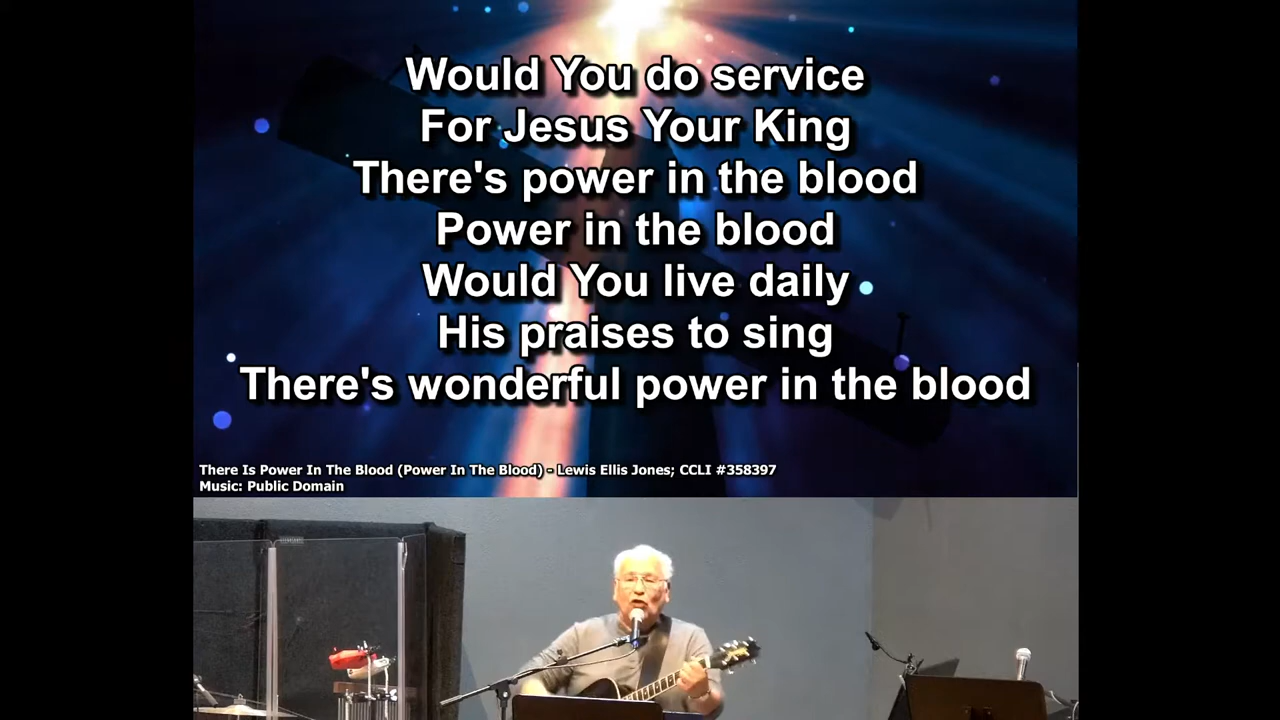 Would You do service
For Jesus Your King
There's power in the blood
Power in the blood
Would You live daily
His praises to sing
There's wonderful power in the blood
There Is Power In The Blood (Power In The Blood) - Lewis Ellis Jones; CCLI #358397
Music: Public Domain